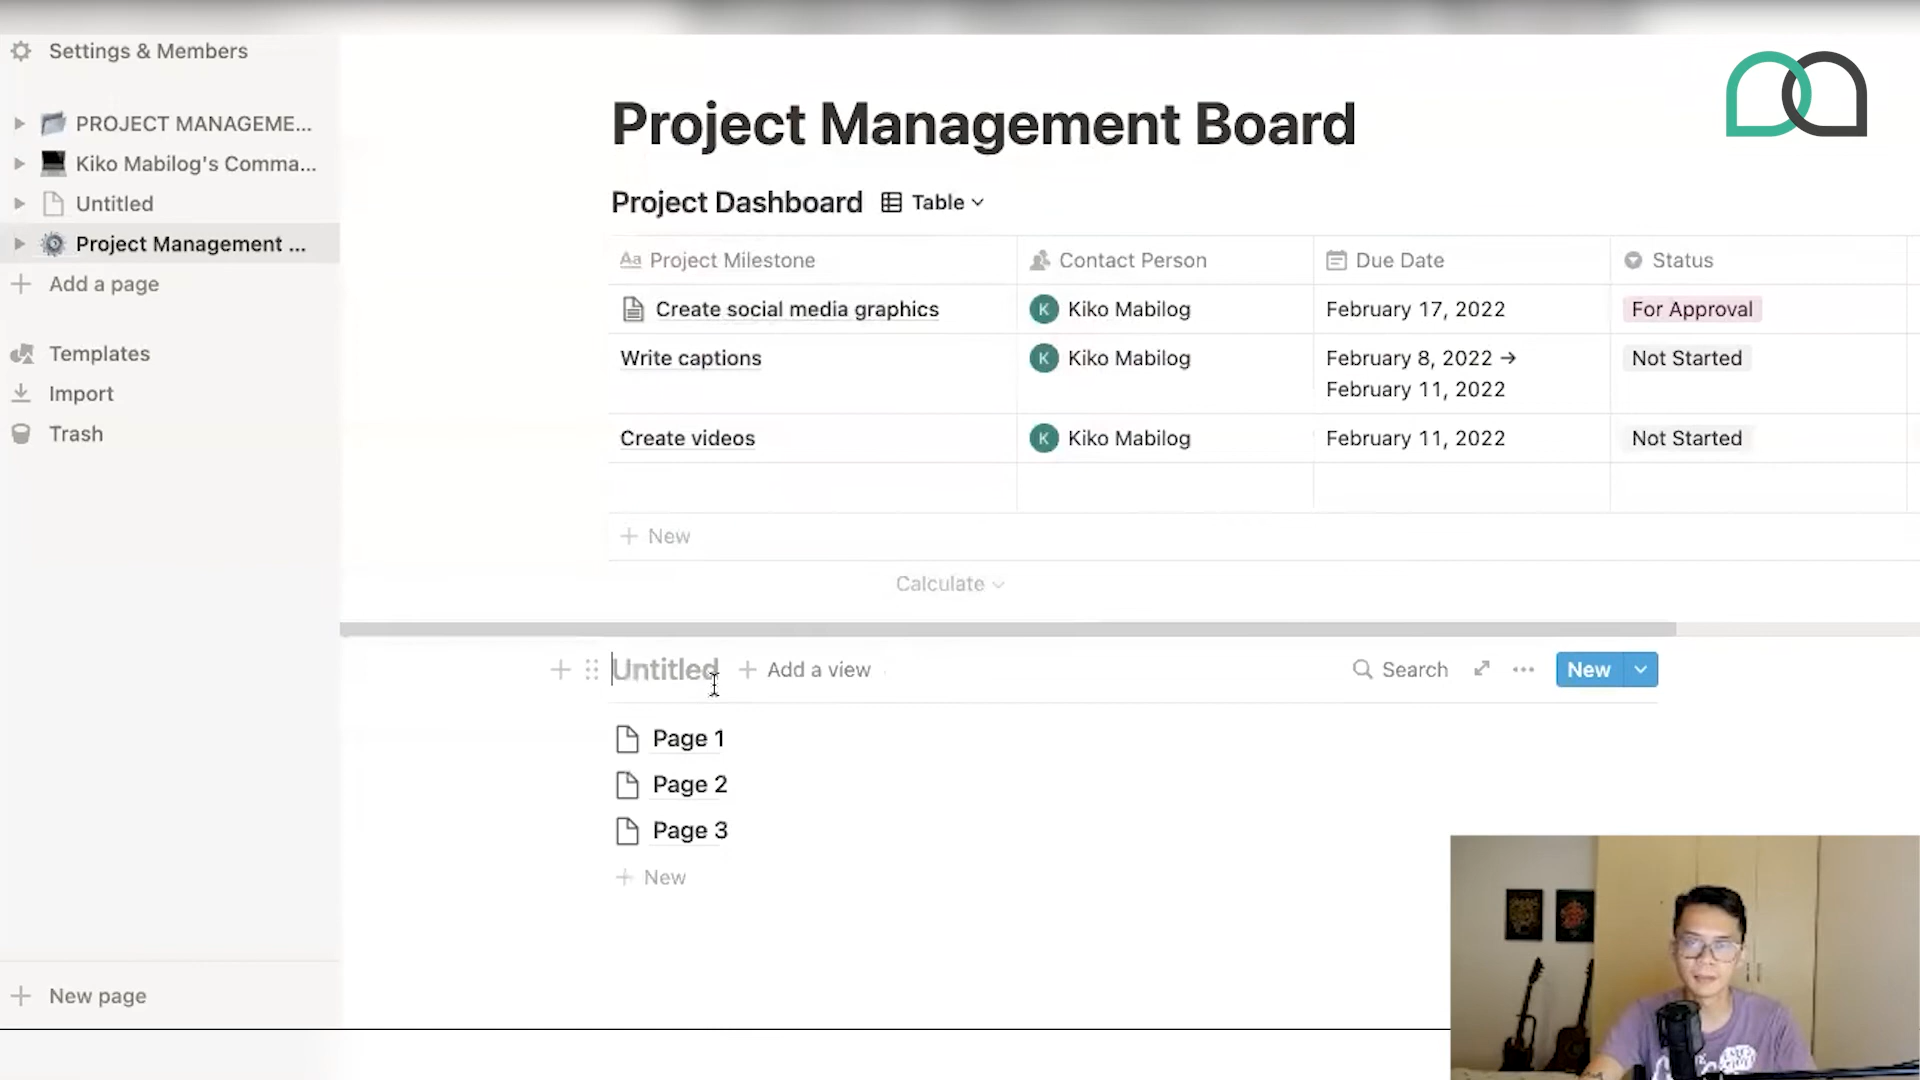 Settings & Members
PROJECT MANAGEME...
Kiko Mabilog's Comma...
Untitled
Project Management ...
Add a page
Templates
Import
Trash
New page
Project Management Board
Project Dashboard Table
Aa Project Milestone Contact Person Due Date Status
Create social media graphics K Kiko Mabilog February 17, 2022 For Approval
Write captions K Kiko Mabilog February 8, 2022 → Not Started
February 11, 2022
Create videos K Kiko Mabilog February 11, 2022 Not Started
+ New
Calculate
Untitled + Add a view Search ... New
Page 1
Page 2
Page 3
+ New